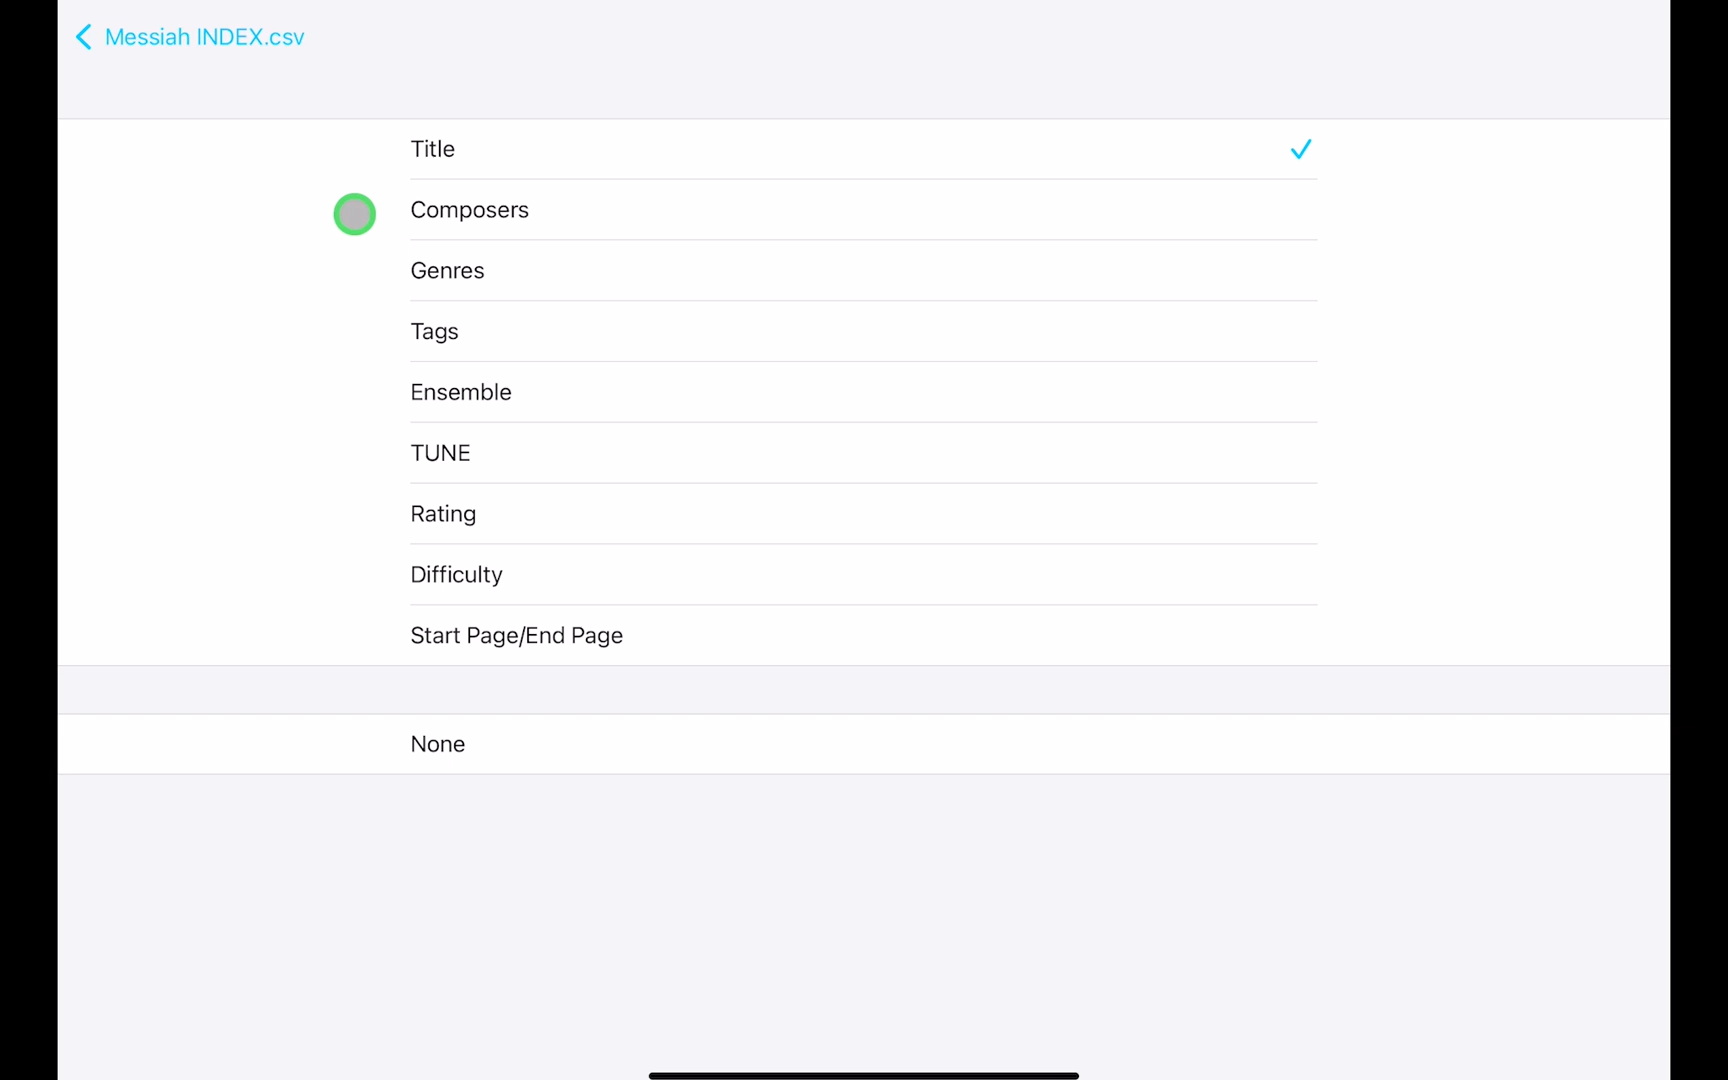 Messiah INDEX.csv
Title
Composers
Genres
Tags
Ensemble
TUNE
Rating
Difficulty
Start Page/End Page
None